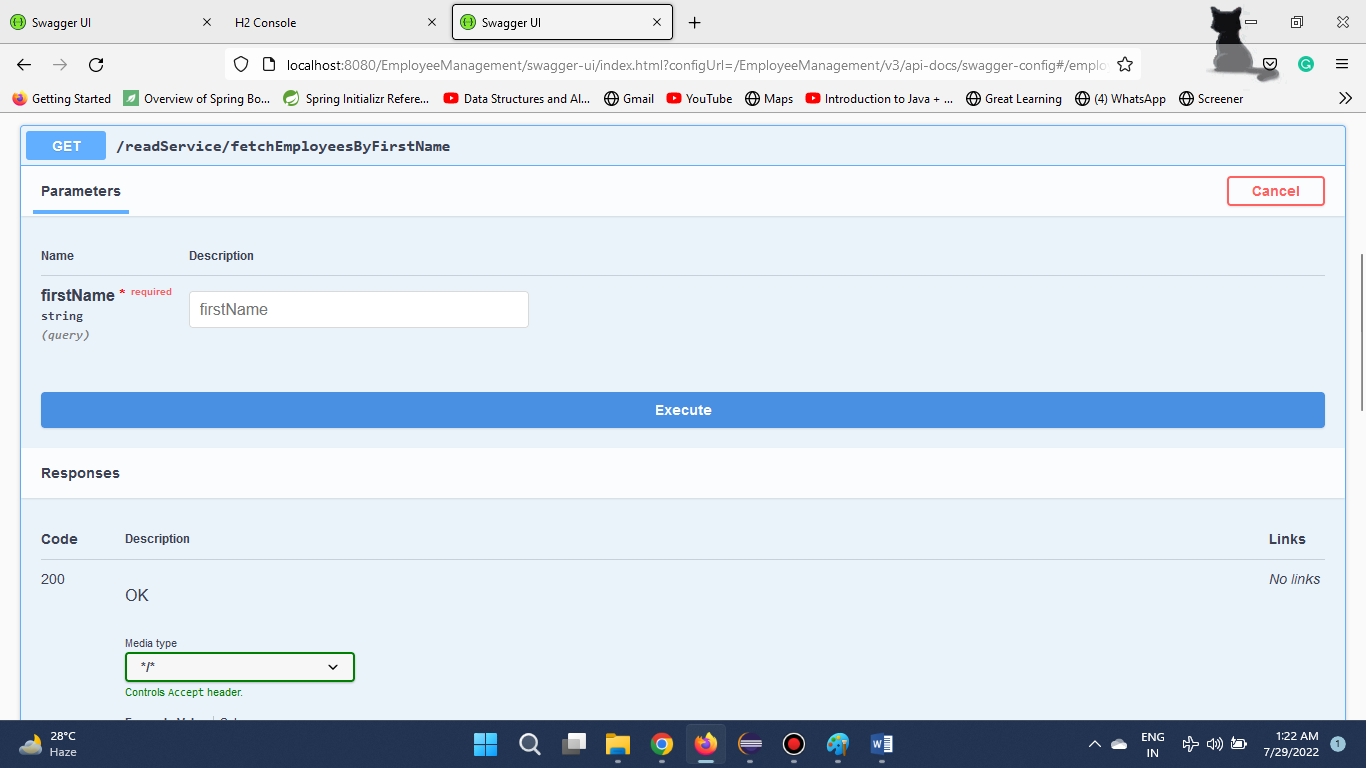 Swagger UI
H2 Console
Swagger UI
localhost:8080/EmployeeManagement/swagger-ui/index.html?configUrl=/EmployeeManagement/v3/api-docs/swagger-config#/emplo
Getting Started
Overview of Spring Bo...
Spring Initializr Refere...
Data Structures and Al...
Gmail
YouTube
Maps
Introduction to Java + ...
Great Learning
(4) WhatsApp
Screener
GET /readService/fetchEmployeesByFirstName
Parameters
Cancel
Name Description
firstName * required
string
(query)
firstName
Execute
Responses
Code Description Links
200
OK
No links
Media type
*/*
Controls Accept header.
28°C
Haze
ENG
IN
1:22 AM
7/29/2022
1